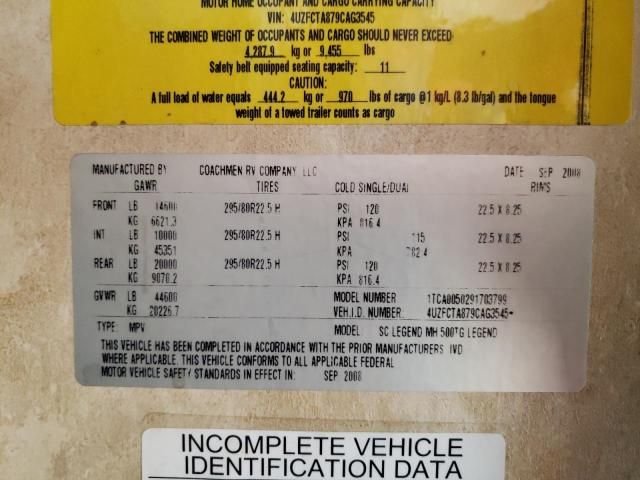 MOTOR HOME OCCUPANT AND CARGO CARRYING CAPACITY
VIN: 4UZFCTA879CAG3545
THE COMBINED WEIGHT OF OCCUPANTS AND CARGO SHOULD NEVER EXCEED
4,287.9 kg or 9,455 lbs
Safety belt equipped seating capacity: 11
CAUTION:
A full load of water equals 444.2 kg or 970 lbs of cargo @ 1 kg/L (8.3 lb/gal) and the tongue
weight of a towed trailer counts as cargo
MANUFACTURED BY COACHMEN RV COMPANY LLC DATE SEP 2008
GAWR TIRES COLD SINGLE/DUAL RIMS
FRONT LB 14600 295/80R22.5 H PSI 120 22.5 X 8.25
KG 6621.3 KPA 816.4
INT LB 10000 295/80R22.5 H PSI 115 22.5 X 8.25
KG 45351 KPA 782.4
REAR LB 20000 295/80R22.5 H PSI 120 22.5 X 8.25
KG 9070.2 KPA 816.4
GVWR LB 44600 MODEL NUMBER 1TCA0050291703799
KG 20226.7 VEH.I.D. NUMBER. 4UZFCTA879CAG3545-
TYPE: MPV MODEL SC LEGEND MH 500TG LEGEND
THIS VEHICLE HAS BEEN COMPLETED IN ACCORDANCE WITH THE PRIOR MANUFACTURERS IVD
WHERE APPLICABLE. THIS VEHICLE CONFORMS TO ALL APPLICABLE FEDERAL
MOTOR VEHICLE SAFETY STANDARDS IN EFFECT IN: SEP 2008
INCOMPLETE VEHICLE
IDENTIFICATION DATA